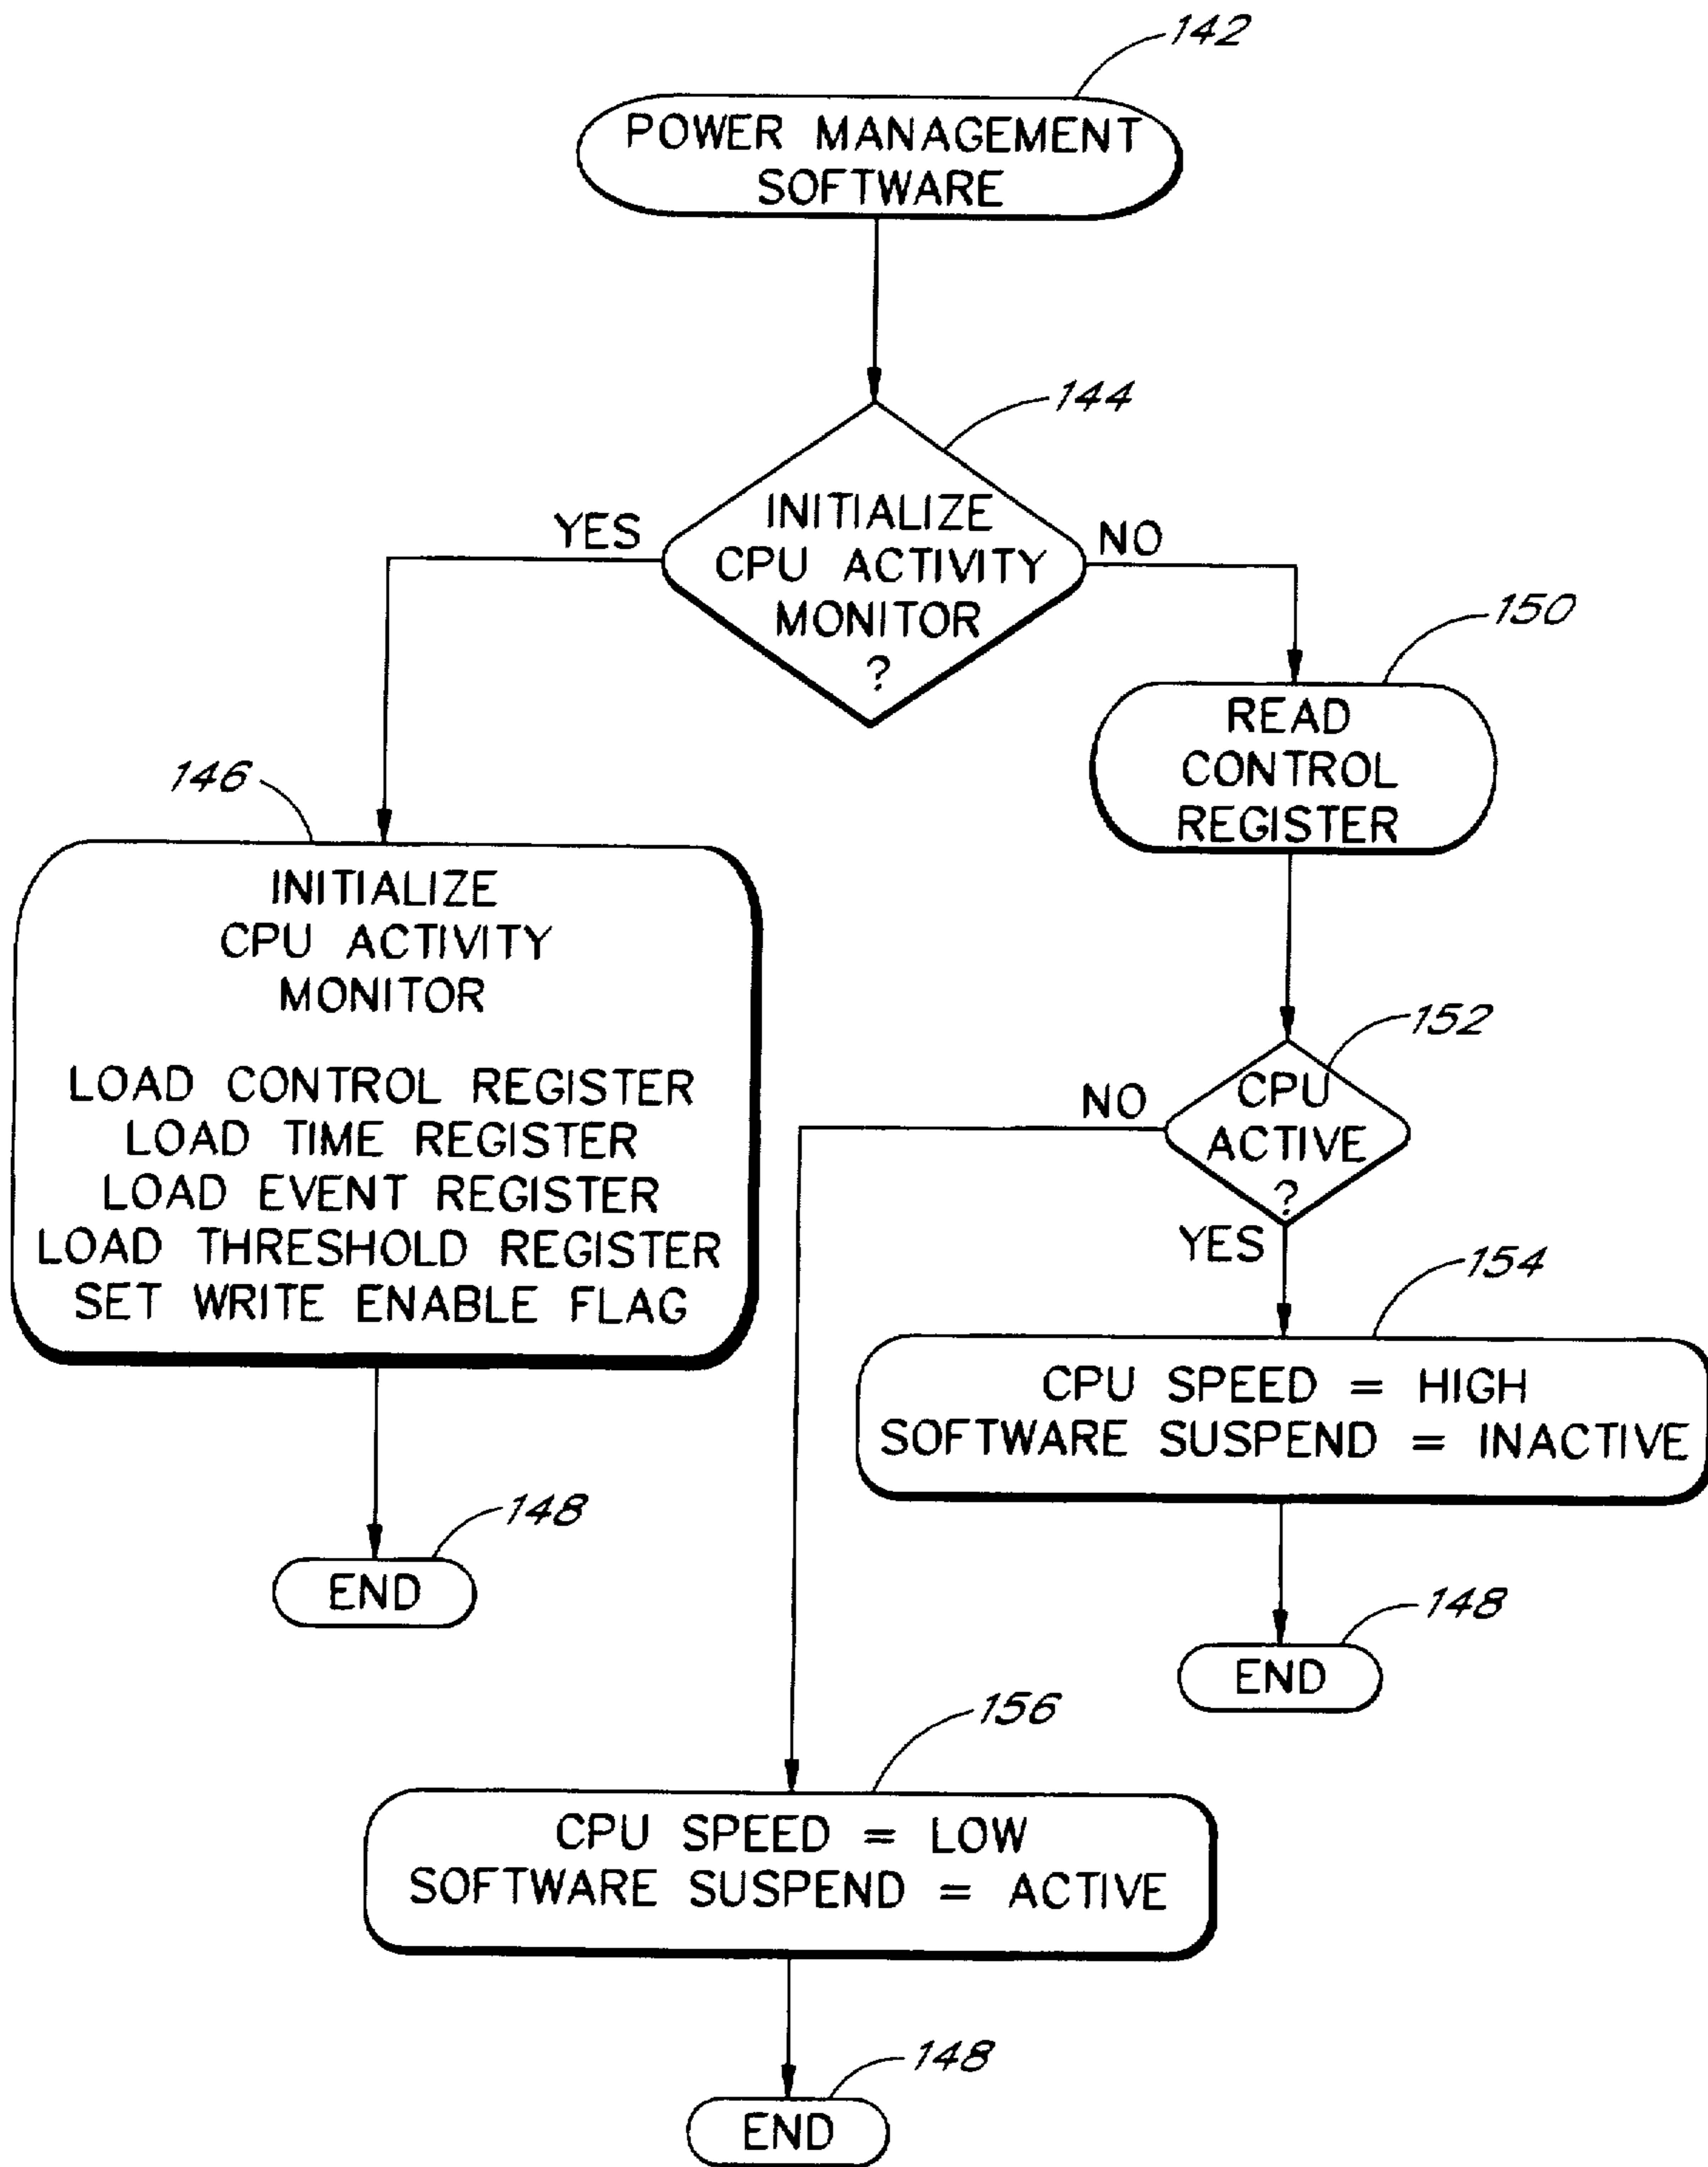 142
POWER MANAGEMENT
SOFTWARE
144
INITIALIZE
CPU ACTIVITY
MONITOR
?
YES
NO
150
READ
CONTROL
REGISTER
146
INITIALIZE
CPU ACTIVITY
MONITOR
LOAD CONTROL REGISTER
LOAD TIME REGISTER
LOAD EVENT REGISTER
LOAD THRESHOLD REGISTER
SET WRITE ENABLE FLAG
148
END
152
CPU
ACTIVE
?
NO
YES
154
CPU SPEED = HIGH
SOFTWARE SUSPEND = INACTIVE
148
END
156
CPU SPEED = LOW
SOFTWARE SUSPEND = ACTIVE
148
END